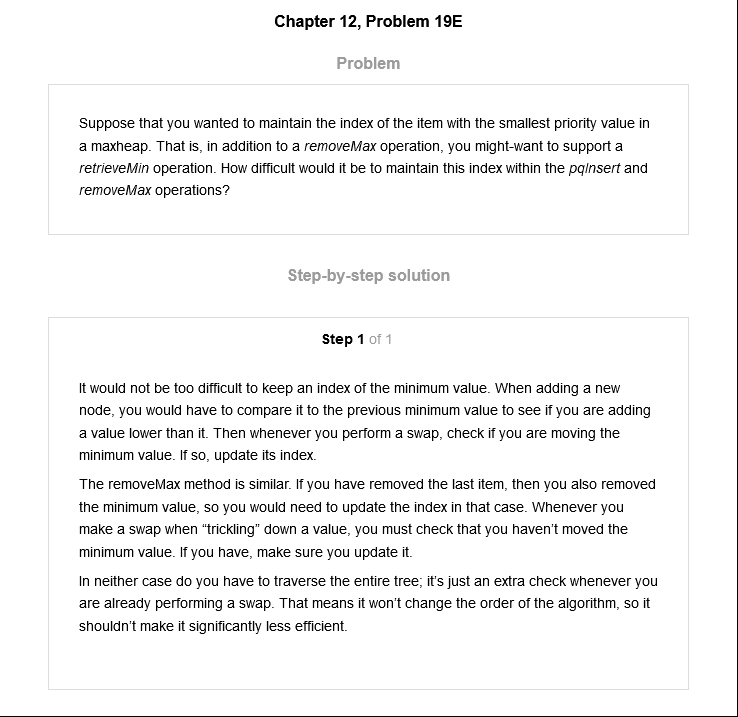 Chapter 12, Problem 19E
Problem
Suppose that you wanted to maintain the index of the item with the smallest priority value in
a maxheap. That is, in addition to a removeMax operation, you might-want to support a
retrieveMin operation. How difficult would it be to maintain this index within the pqInsert and
removeMax operations?
Step-by-step solution
Step 1 of 1
It would not be too difficult to keep an index of the minimum value. When adding a new
node, you would have to compare it to the previous minimum value to see if you are adding
a value lower than it. Then whenever you perform a swap, check if you are moving the
minimum value. If so, update its index.
The removeMax method is similar. If you have removed the last item, then you also removed
the minimum value, so you would need to update the index in that case. Whenever you
make a swap when “trickling” down a value, you must check that you haven’t moved the
minimum value. If you have, make sure you update it.
In neither case do you have to traverse the entire tree; it’s just an extra check whenever you
are already performing a swap. That means it won’t change the order of the algorithm, so it
shouldn’t make it significantly less efficient.